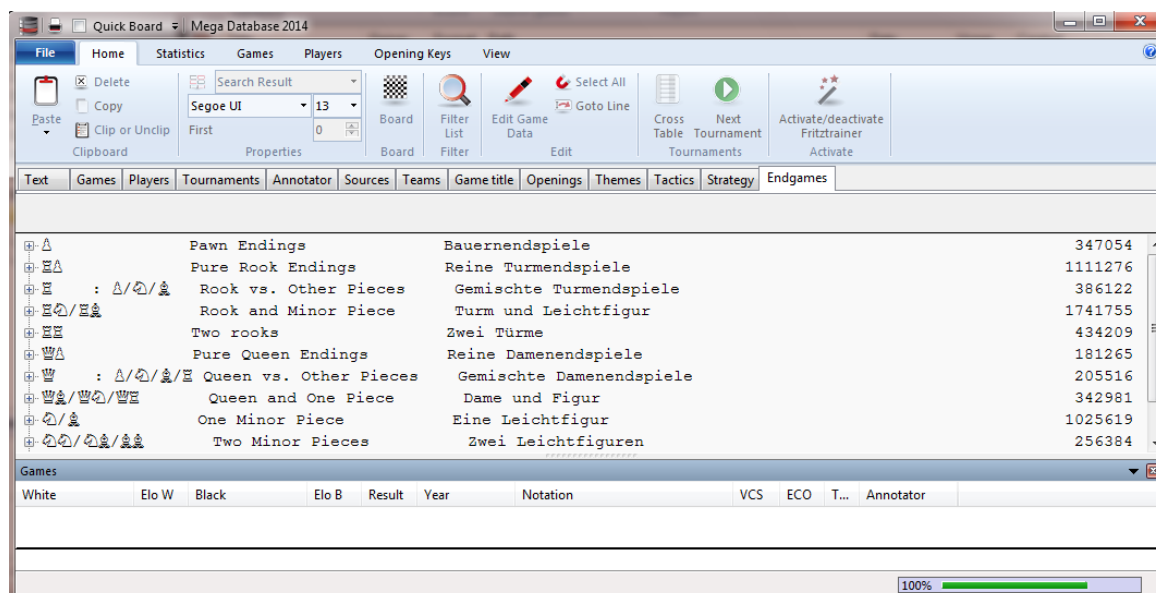 Quick Board Mega Database 2014
File Home Statistics Games Players Opening Keys View
Paste
Delete
Copy
Clip or Unclip
Clipboard
Search Result
Segoe UI 13
First 0
Properties
Board
Board
Filter List
Filter
Edit Game Data
Select All
Goto Line
Edit
Cross Table
Next Tournament
Tournaments
Activate/deactivate Fritztrainer
Activate
Text Games Players Tournaments Annotator Sources Teams Game title Openings Themes Tactics Strategy Endgames
♙ Pawn Endings Bauernendspiele 347054
♖♙ Pure Rook Endings Reine Turmendspiele 1111276
♖ : ♙/♘/♗ Rook vs. Other Pieces Gemischte Turmendspiele 386122
♖♘/♖♗ Rook and Minor Piece Turm und Leichtfigur 1741755
♖♖ Two rooks Zwei Türme 434209
♕♙ Pure Queen Endings Reine Damenendspiele 181265
♕ : ♙/♘/♗/♖ Queen vs. Other Pieces Gemischte Damenendspiele 205516
♕♗/♕♘/♕♖ Queen and One Piece Dame und Figur 342981
♘/♗ One Minor Piece Eine Leichtfigur 1025619
♘♘/♘♗/♗♗ Two Minor Pieces Zwei Leichtfiguren 256384
Games
White Elo W Black Elo B Result Year Notation VCS ECO T... Annotator
100%